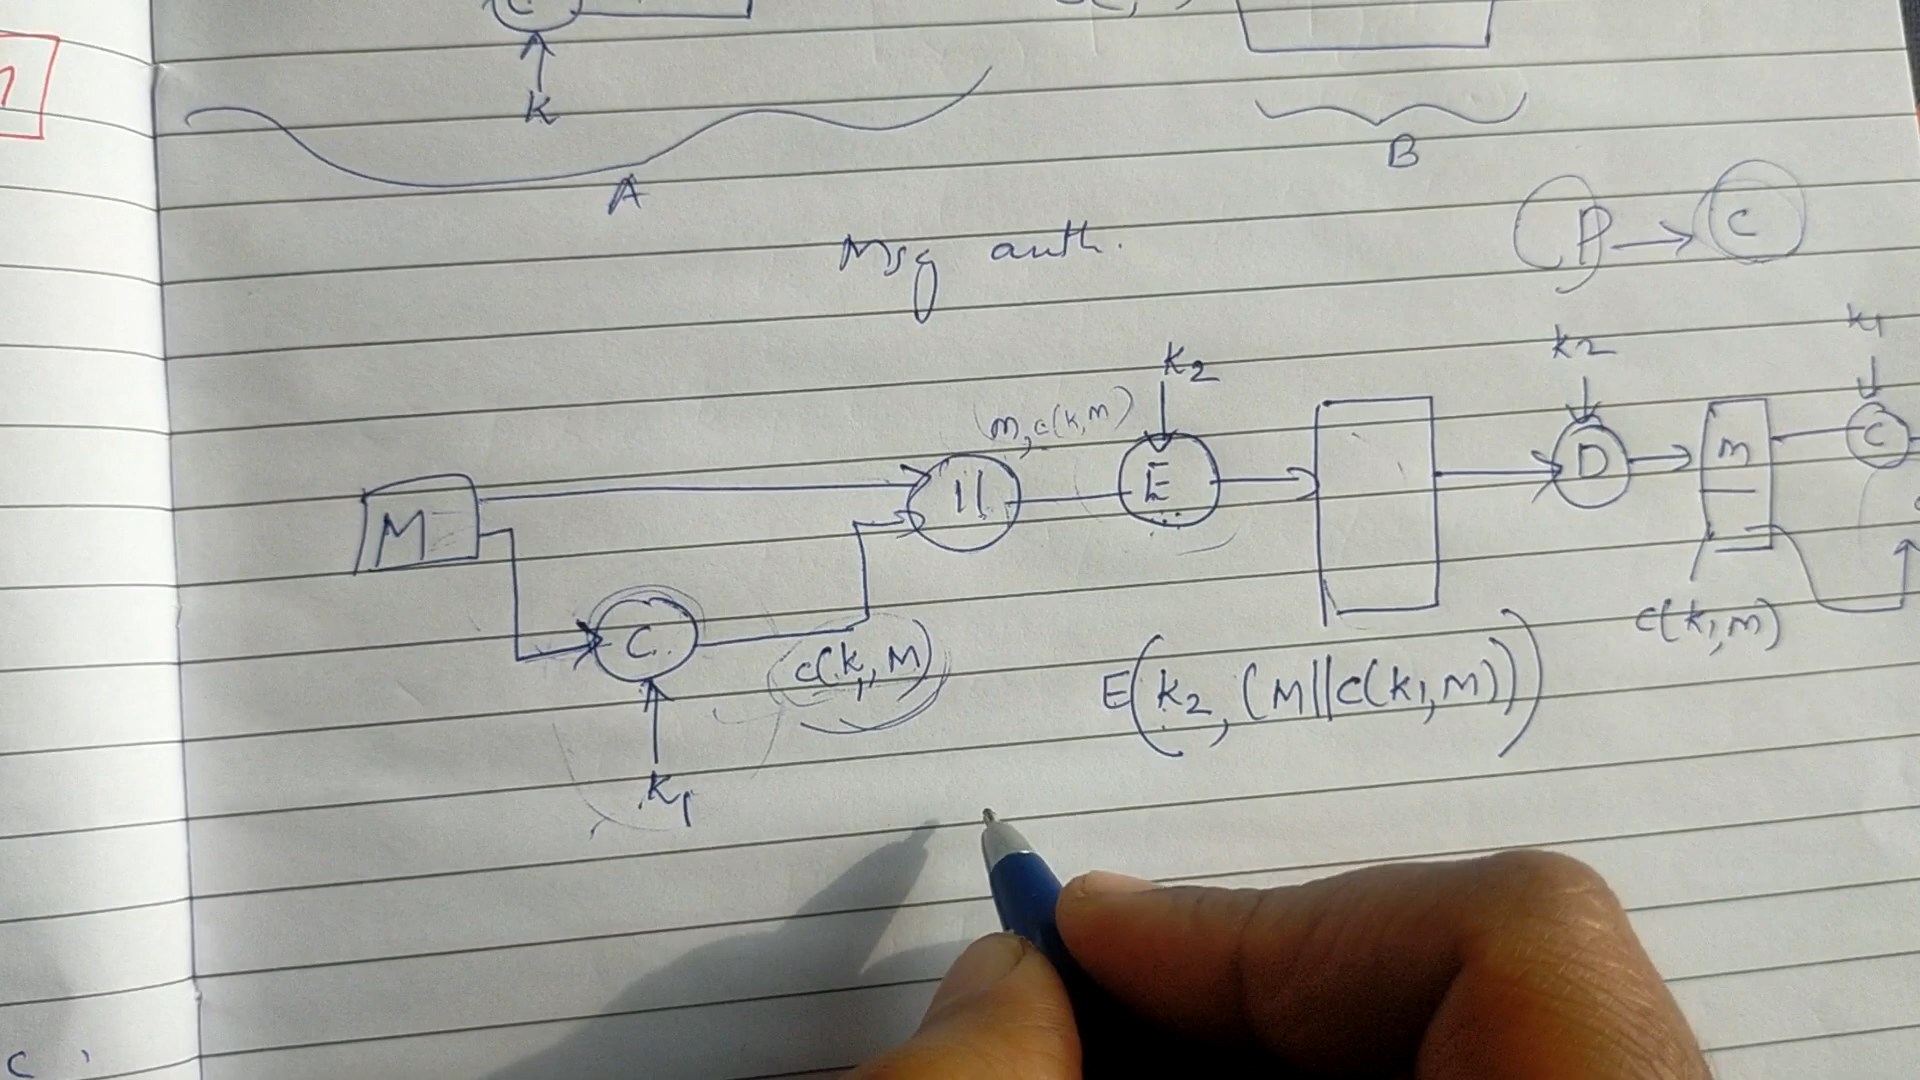 C
k
A
B
Msg auth.
P → C
k2
k2
k1
(m, c(k,m)
M
||
E
D
m
C
C
c(k1, M)
c(k1,m)
E(k2, (M||c(k1,m)))
k1
c